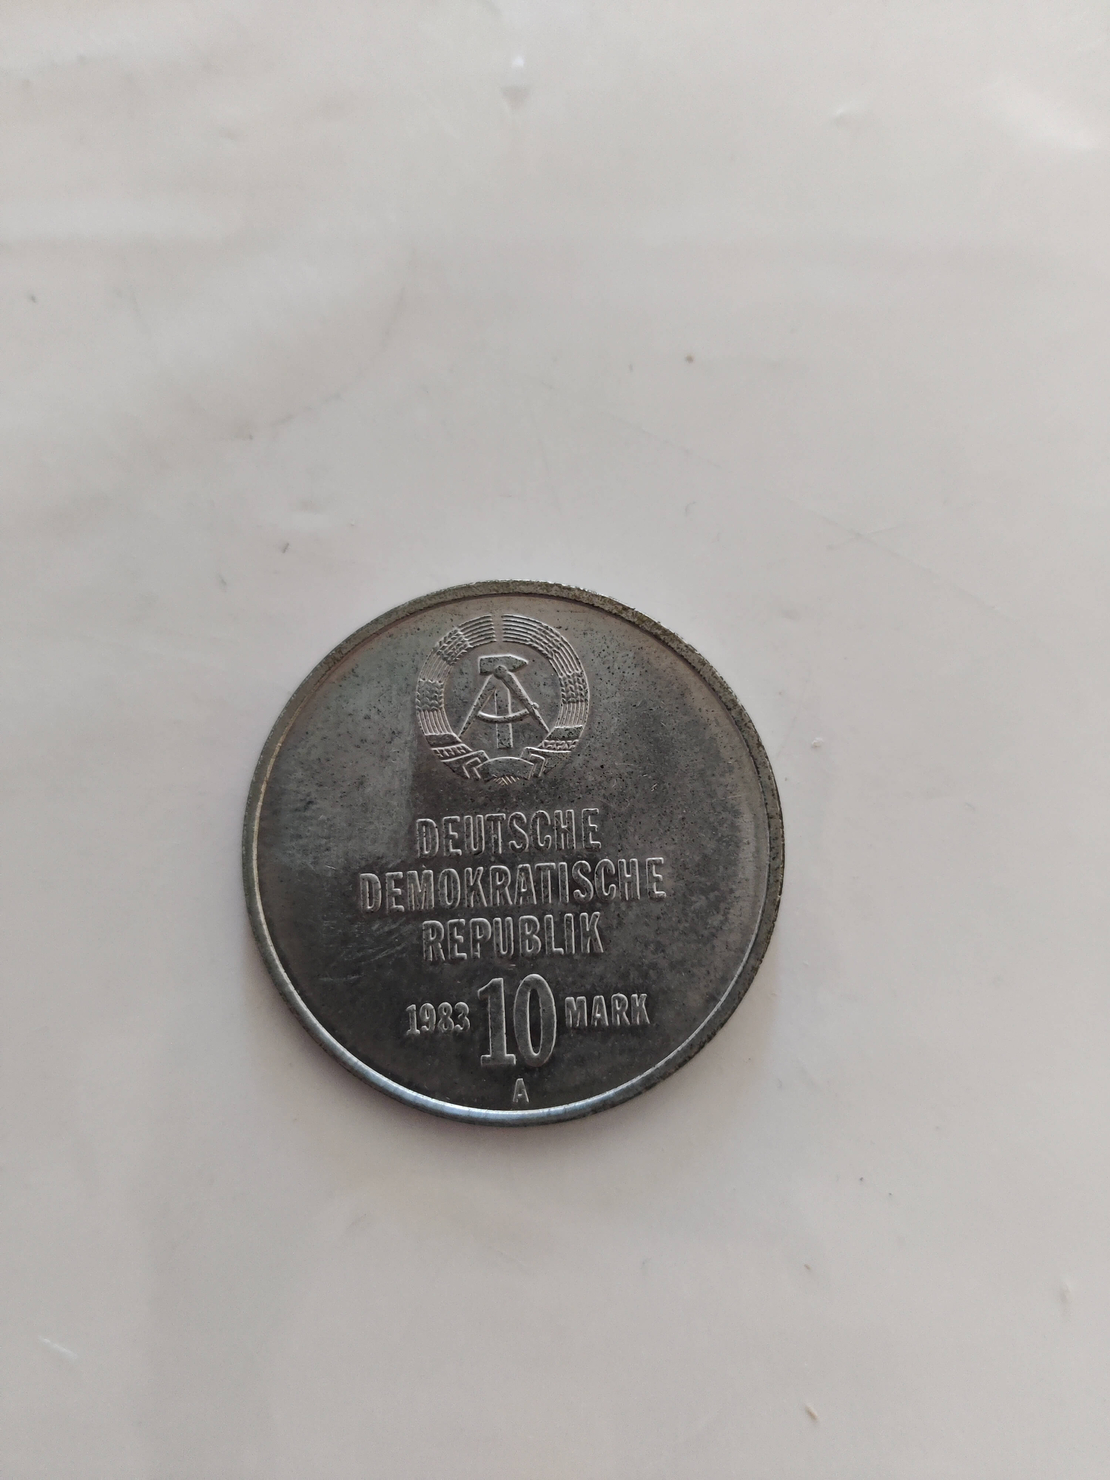 DEUTSCHE
DEMOKRATISCHE
REPUBLIK
1983 10 MARK
A